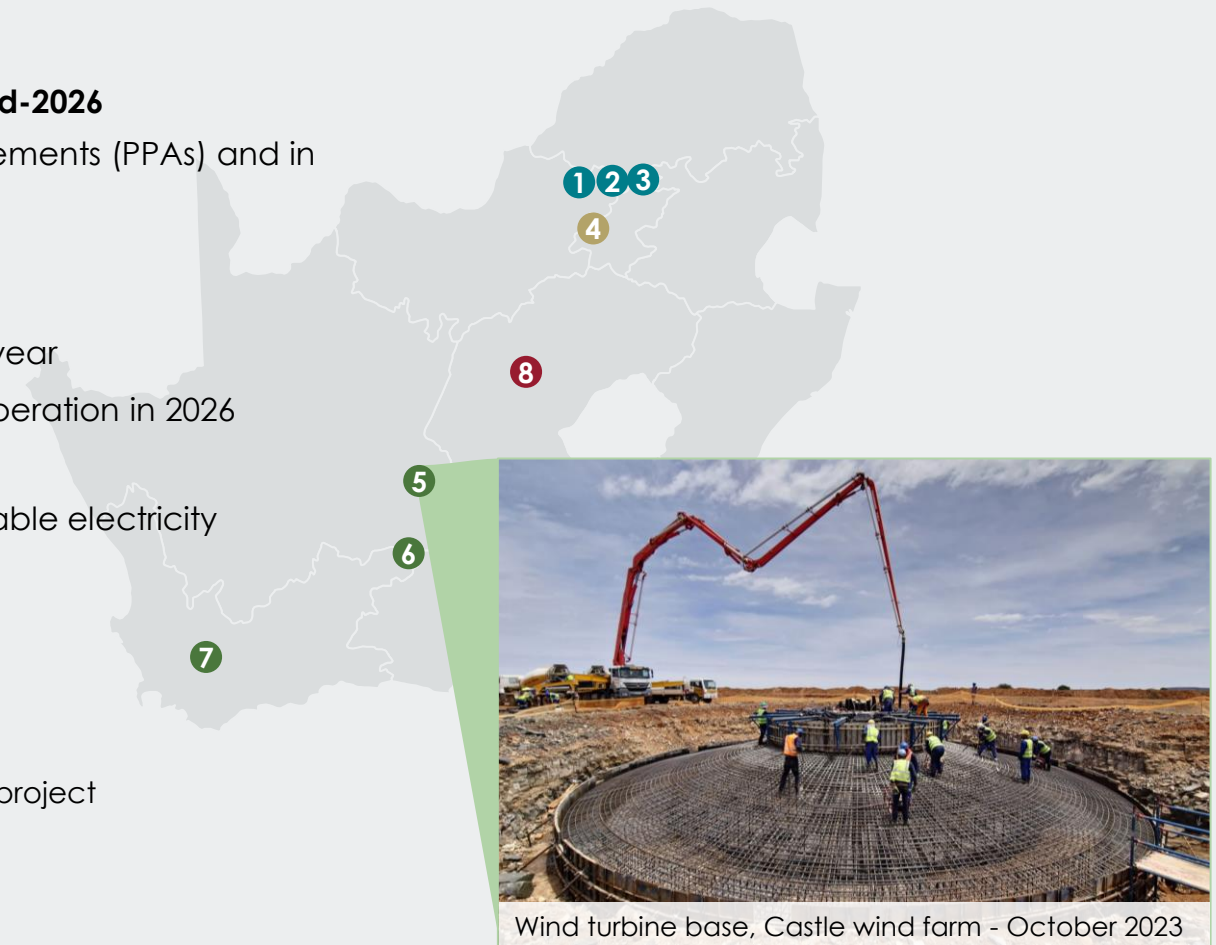 d-2026
ements (PPAs) and in
1 2 3
4
year
8
peration in 2026
5
able electricity
6
7
project
Wind turbine base, Castle wind farm - October 2023